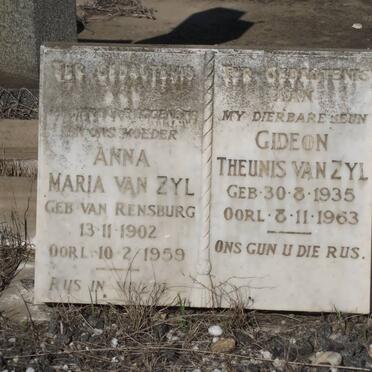 TER GEDAGTENIS
EN ONS MOEDER
ANNA
MARIA VAN ZYL
GEB VAN RENSBURG
13·11·1902
OORL·10·2·1959
RUS IN VREDE
TER GEDAGTENIS
AAN
MY DIERBARE SEUN
GIDEON
THEUNIS VAN ZYL
GEB·30·8·1935
OORL·8·11·1963
ONS GUN U DIE RUS.